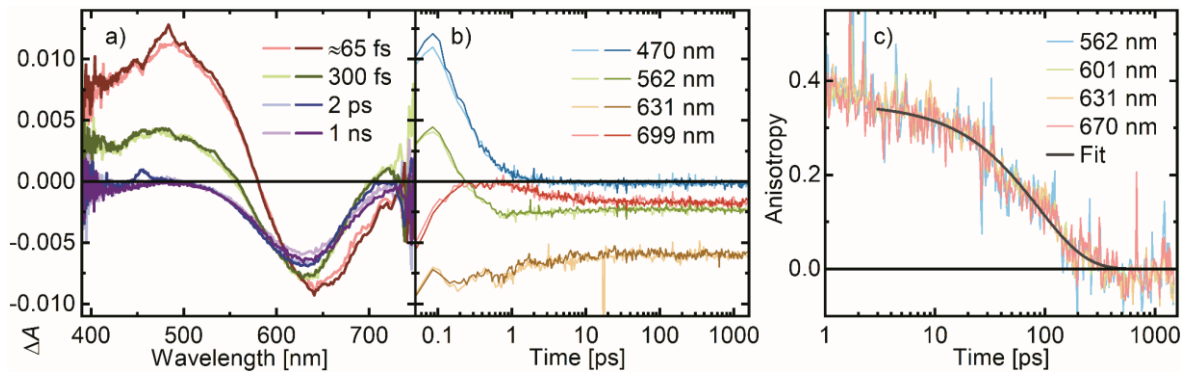 a)
≈65 fs
300 fs
2 ps
1 ns
0.010
0.005
0.000
-0.005
-0.010
ΔA
400 500 600 700
Wavelength [nm]
b)
470 nm
562 nm
631 nm
699 nm
0.1 1 10 100 1000
Time [ps]
c)
562 nm
601 nm
631 nm
670 nm
Fit
Anisotropy
0.4
0.2
0.0
1 10 100 1000
Time [ps]